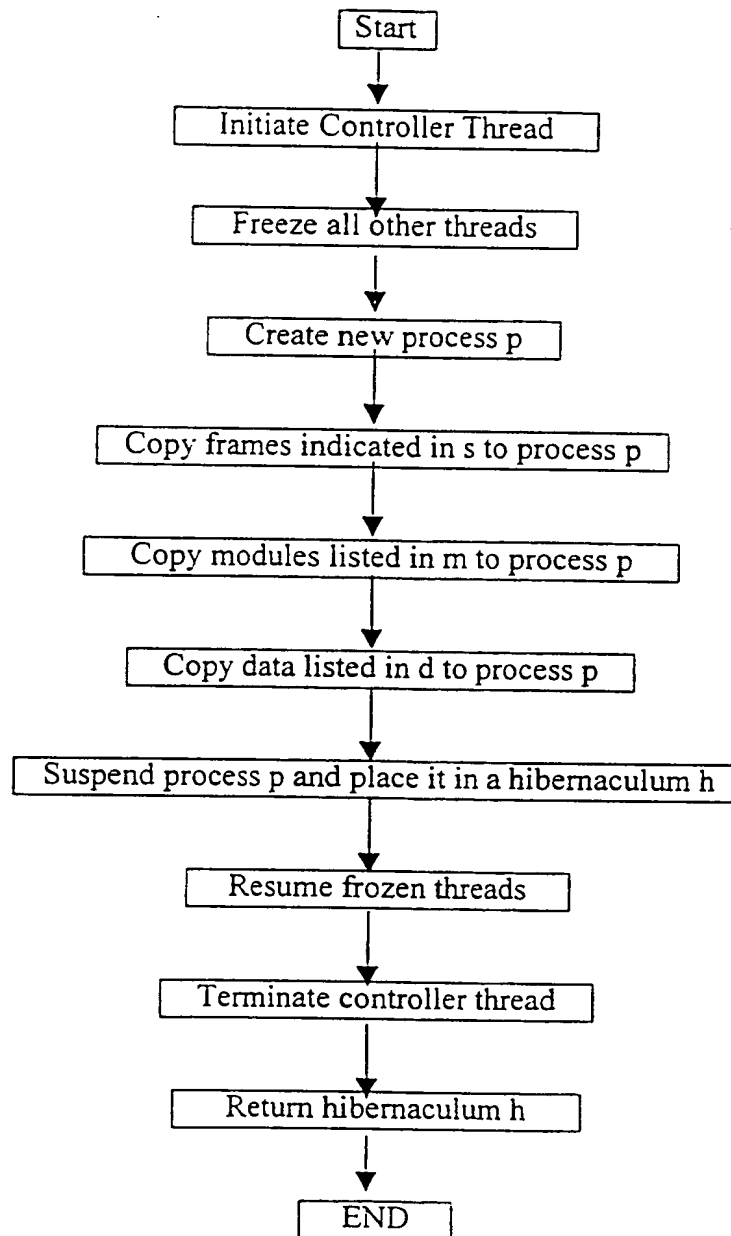 Start
Initiate Controller Thread
Freeze all other threads
Create new process p
Copy frames indicated in s to process p
Copy modules listed in m to process p
Copy data listed in d to process p
Suspend process p and place it in a hibernaculum h
Resume frozen threads
Terminate controller thread
Return hibernaculum h
END